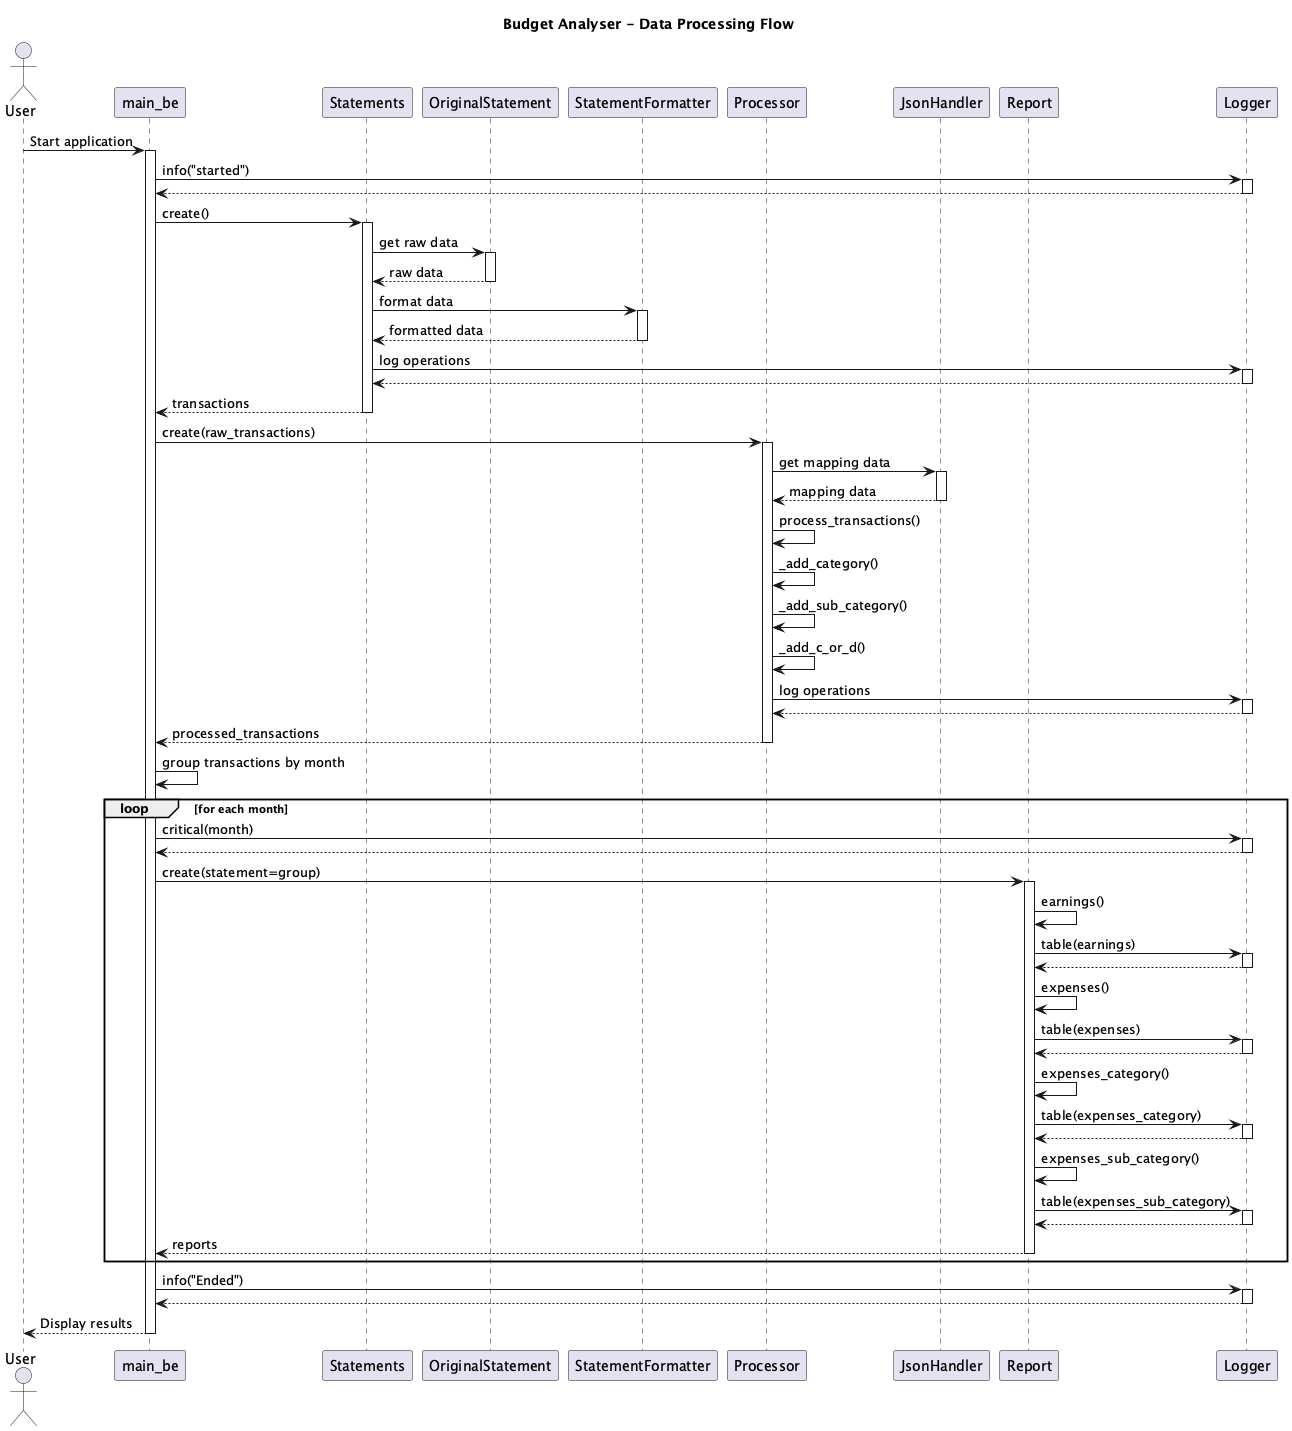 Budget Analyser - Data Processing Flow
User
main_be
Statements
OriginalStatement
StatementFormatter
Processor
JsonHandler
Report
Logger
Start application
info("started")
create()
get raw data
raw data
format data
formatted data
log operations
transactions
create(raw_transactions)
get mapping data
mapping data
process_transactions()
_add_category()
_add_sub_category()
_add_c_or_d()
log operations
processed_transactions
group transactions by month
loop
[for each month]
critical(month)
create(statement=group)
earnings()
table(earnings)
expenses()
table(expenses)
expenses_category()
table(expenses_category)
expenses_sub_category()
table(expenses_sub_category)
reports
info("Ended")
Display results
User
main_be
Statements
OriginalStatement
StatementFormatter
Processor
JsonHandler
Report
Logger